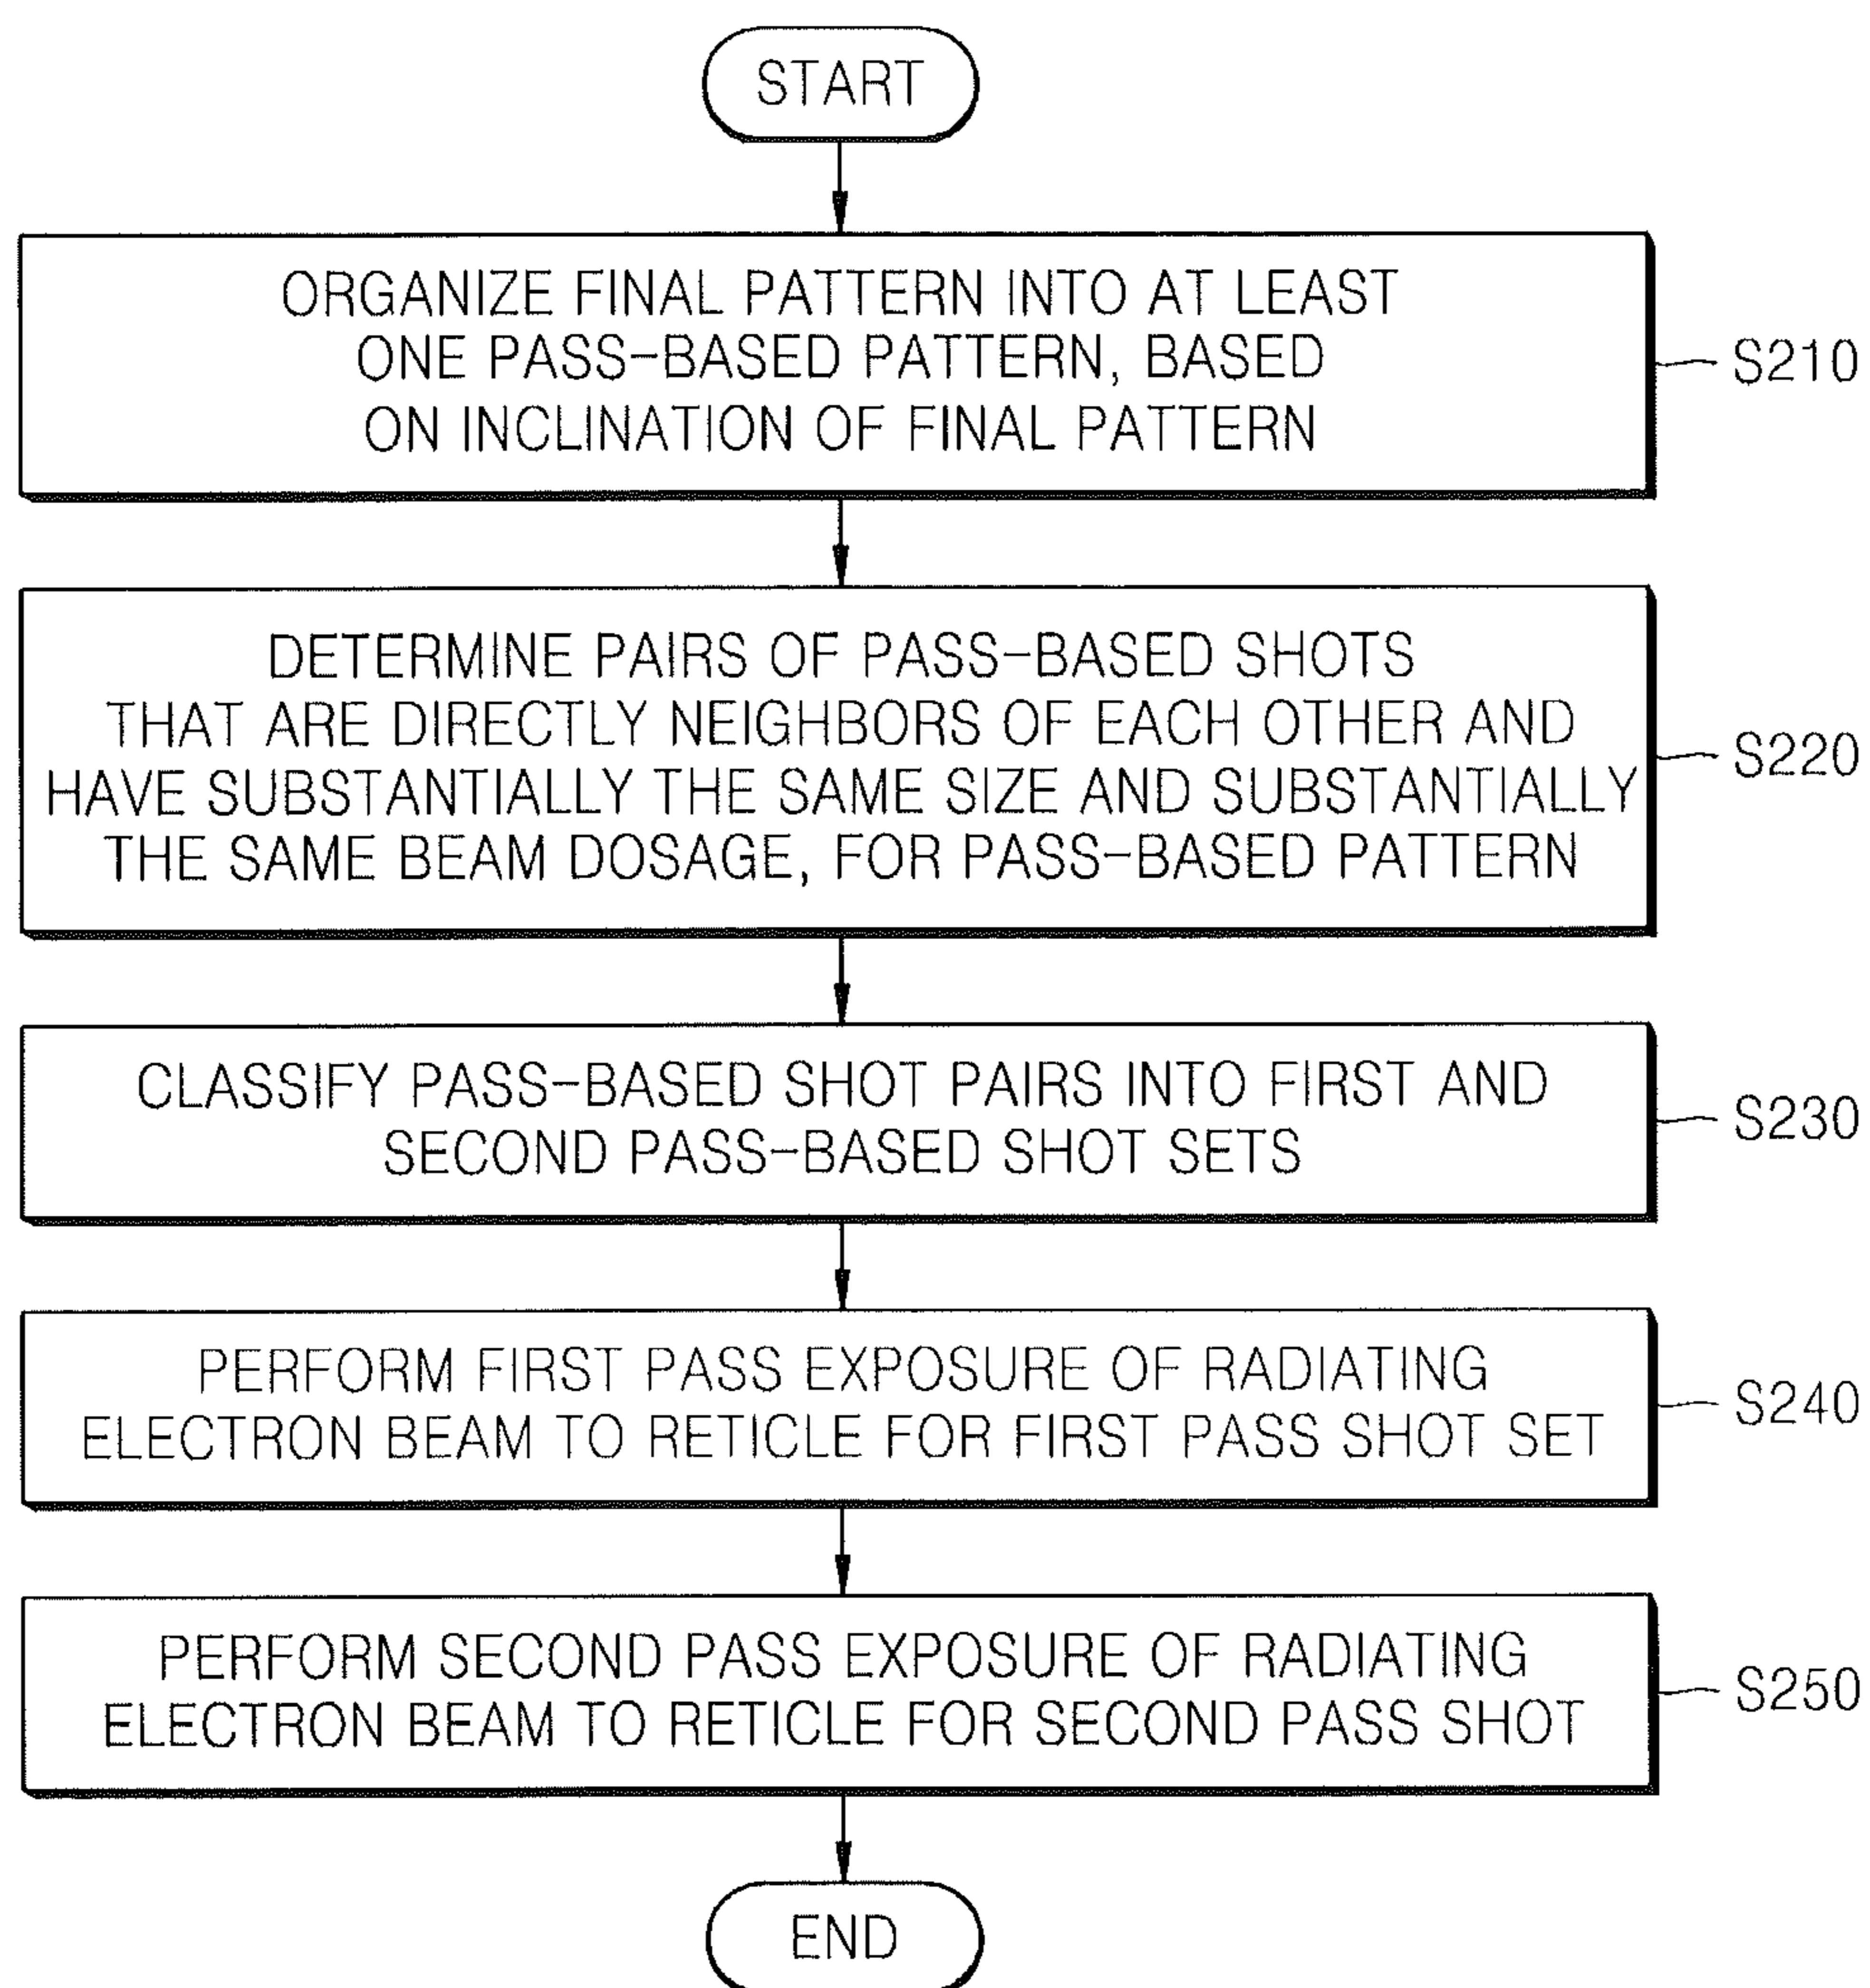 START
ORGANIZE FINAL PATTERN INTO AT LEAST
ONE PASS-BASED PATTERN, BASED
ON INCLINATION OF FINAL PATTERN
S210
DETERMINE PAIRS OF PASS-BASED SHOTS
THAT ARE DIRECTLY NEIGHBORS OF EACH OTHER AND
HAVE SUBSTANTIALLY THE SAME SIZE AND SUBSTANTIALLY
THE SAME BEAM DOSAGE, FOR PASS-BASED PATTERN
S220
CLASSIFY PASS-BASED SHOT PAIRS INTO FIRST AND
SECOND PASS-BASED SHOT SETS
S230
PERFORM FIRST PASS EXPOSURE OF RADIATING
ELECTRON BEAM TO RETICLE FOR FIRST PASS SHOT SET
S240
PERFORM SECOND PASS EXPOSURE OF RADIATING
ELECTRON BEAM TO RETICLE FOR SECOND PASS SHOT
S250
END